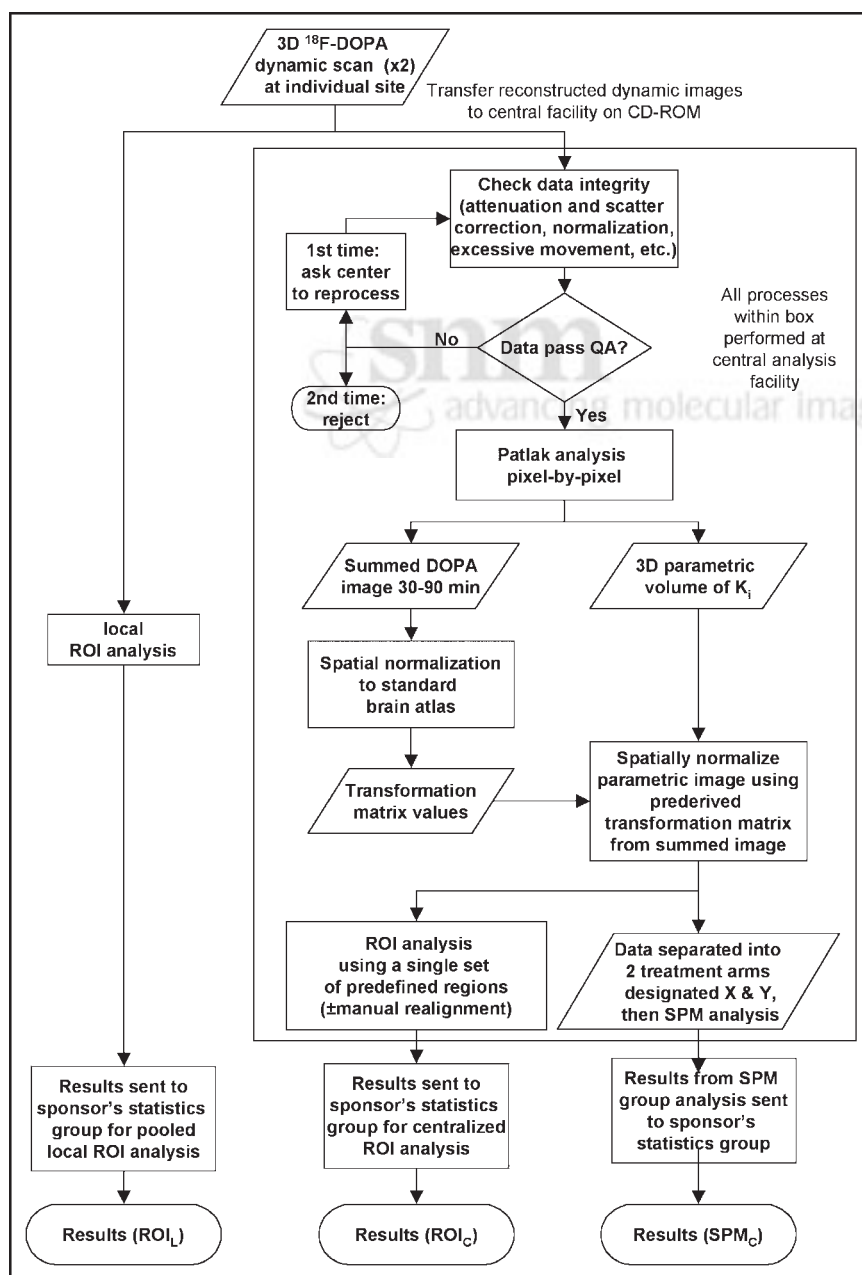 3D ¹⁸F-DOPA
dynamic scan (x2)
at individual site
Transfer reconstructed dynamic images
to central facility on CD-ROM
Check data integrity
(attenuation and scatter
correction, normalization,
excessive movement, etc.)
1st time:
ask center
to reprocess
All processes
within box
performed at
central analysis
facility
snm
advancing molecular ima
No
Data pass QA?
2nd time:
reject
Yes
Patlak analysis
pixel-by-pixel
Summed DOPA
image 30-90 min
3D parametric
volume of Kᵢ
local
ROI analysis
Spatial normalization
to standard
brain atlas
Transformation
matrix values
Spatially normalize
parametric image using
prederived
transformation matrix
from summed image
ROI analysis
using a single set
of predefined regions
(±manual realignment)
Data separated into
2 treatment arms
designated X & Y,
then SPM analysis
Results sent to
sponsor's statistics
group for pooled
local ROI analysis
Results sent to
sponsor's statistics
group for centralized
ROI analysis
Results from SPM
group analysis sent
to sponsor's
statistics group
Results (ROI_L)
Results (ROI_C)
Results (SPM_C)